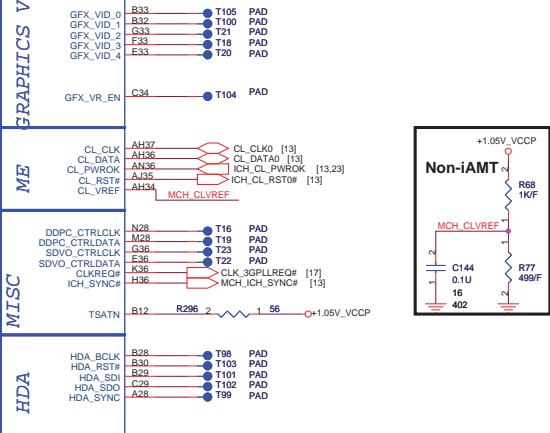 GRAPHICS V
GFX_VID_0 B33 T105 PAD
GFX_VID_1 B32 T100 PAD
GFX_VID_2 G33 T21 PAD
GFX_VID_3 F33 T18 PAD
GFX_VID_4 E33 T20 PAD
GFX_VR_EN C34 T104 PAD
ME
CL_CLK AH37 CL_CLK0 [13]
CL_DATA AH36 CL_DATA0 [13]
CL_PWROK AN36 ICH_CL_PWROK [13,23]
CL_RST# AJ35 ICH_CL_RST0# [13]
CL_VREF AH34 MCH_CLVREF
MISC
DDPC_CTRLCLK N28 T16 PAD
DDPC_CTRLDATA M28 T19 PAD
SDVO_CTRLCLK G36 T23 PAD
SDVO_CTRLDATA E36 T22 PAD
CLKREQ# K36 CLK_3GPLLREQ# [17]
ICH_SYNC# H36 MCH_ICH_SYNC# [13]
TSATN B12 R296 2 1 56 +1.05V_VCCP
HDA
HDA_BCLK B28 T98 PAD
HDA_RST# B30 T103 PAD
HDA_SDI B29 T101 PAD
HDA_SDO C29 T102 PAD
HDA_SYNC A28 T99 PAD
+1.05V_VCCP
Non-iAMT
2
R68
1K/F
1
MCH_CLVREF
2
1
C144
0.1U
16
402
1
R77
499/F
2